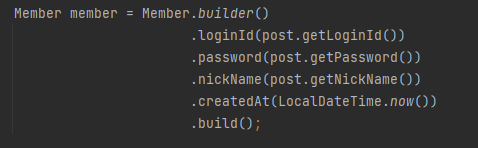 Member member = Member.builder()
.loginId(post.getLoginId())
.password(post.getPassword())
.nickName(post.getNickName())
.createdAt(LocalDateTime.now())
.build();